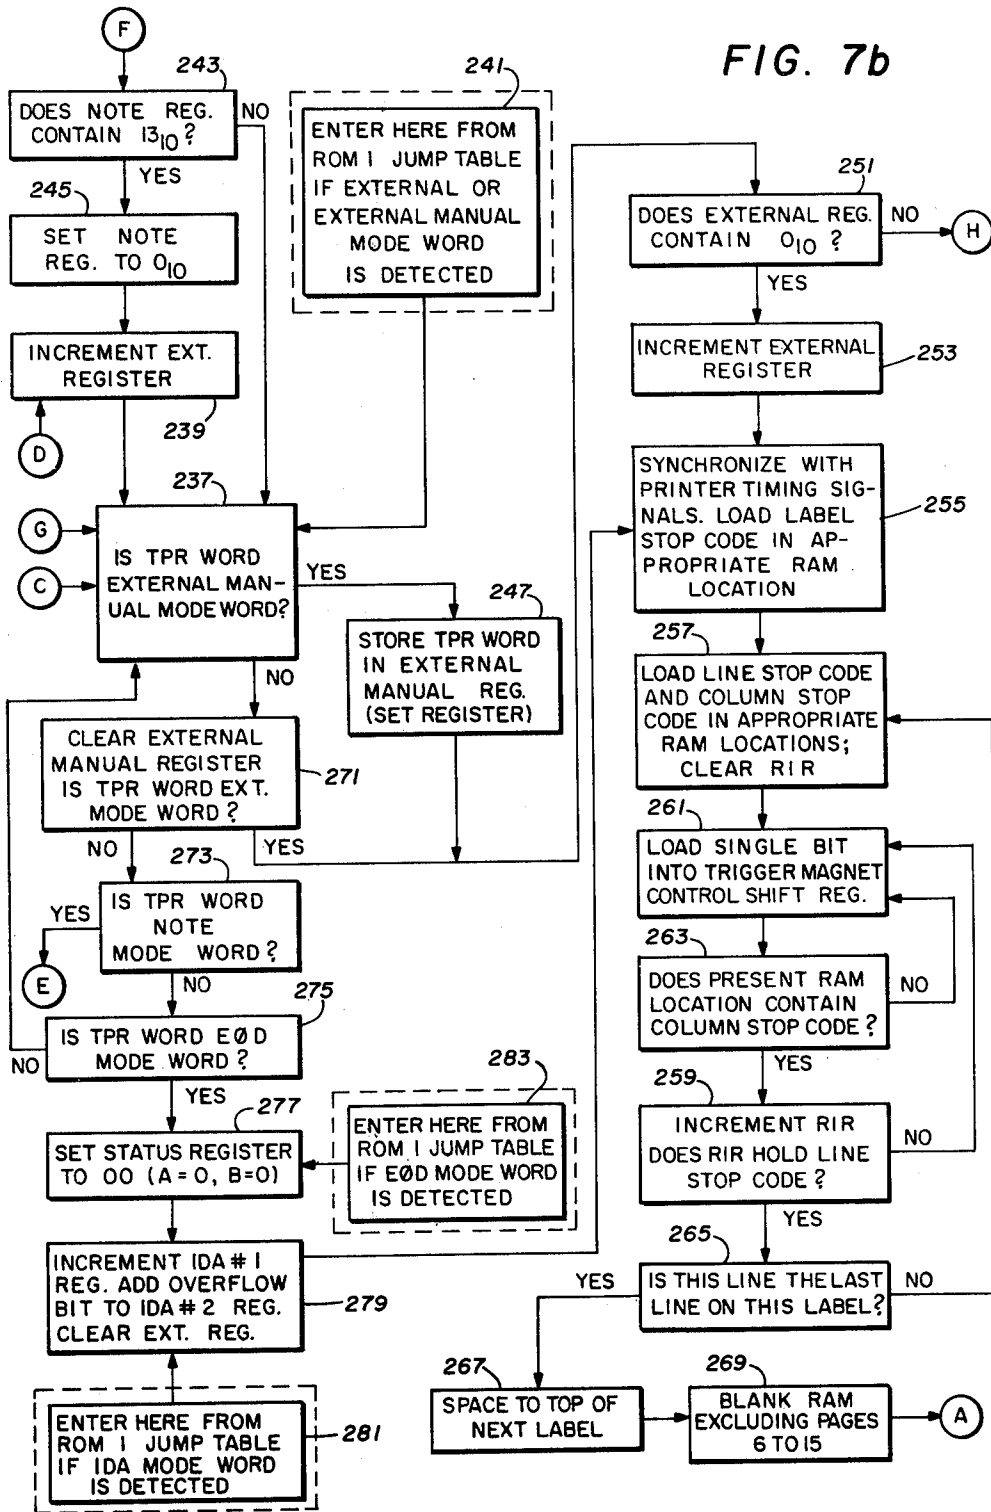 FIG. 7b
F
243
DOES NOTE REG.
CONTAIN 13₁₀?
NO
YES
245
SET NOTE
REG. TO 0₁₀
INCREMENT EXT.
REGISTER
239
D
241
ENTER HERE FROM
ROM 1 JUMP TABLE
IF EXTERNAL OR
EXTERNAL MANUAL
MØDE WORD
IS DETECTED
G
C
237
IS TPR WORD
EXTERNAL MAN-
UAL MODE WORD?
YES
NO
247
STORE TPR WORD
IN EXTERNAL
MANUAL REG.
(SET REGISTER)
CLEAR EXTERNAL
MANUAL REGISTER
IS TPR WORD EXT.
MODE WORD?
271
NO
YES
273
IS TPR WORD
NOTE
MODE WORD?
YES
E
NO
275
IS TPR WORD EØD
MODE WORD?
NO
YES
277
SET STATUS REGISTER
TO 00 (A=0, B=0)
283
ENTER HERE FROM
ROM 1 JUMP TABLE
IF EØD MODE WORD
IS DETECTED
INCREMENT IDA #1
REG. ADD OVERFLOW
BIT TO IDA #2 REG.
CLEAR EXT. REG.
279
ENTER HERE FROM
ROM 1 JUMP TABLE
IF IDA MODE WORD
IS DETECTED
281
251
DOES EXTERNAL REG.
CONTAIN 0₁₀ ?
NO
H
YES
INCREMENT EXTERNAL
REGISTER
253
SYNCHRONIZE WITH
PRINTER TIMING SIG-
NALS. LOAD LABEL
STOP CODE IN AP-
PROPRIATE RAM
LOCATION
255
257
LOAD LINE STOP CODE
AND COLUMN STOP
CODE IN APPROPRIATE
RAM LOCATIONS;
CLEAR RIR
261
LOAD SINGLE BIT
INTO TRIGGER MAGNET
CONTROL SHIFT REG.
263
DOES PRESENT RAM
LOCATION CONTAIN
COLUMN STOP CODE?
NO
YES
259
INCREMENT RIR
DOES RIR HOLD LINE
STOP CODE?
NO
YES
265
IS THIS LINE THE LAST
LINE ON THIS LABEL?
YES
NO
267
SPACE TO TOP OF
NEXT LABEL
269
BLANK RAM
EXCLUDING PAGES
6 TO 15
A